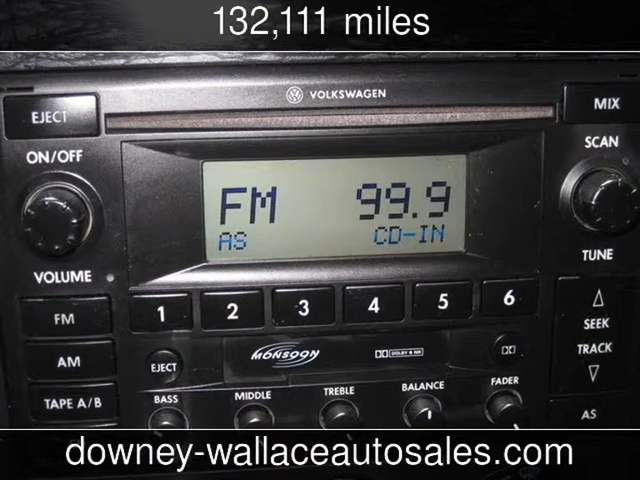 132,111 miles
VOLKSWAGEN
EJECT
MIX
ON/OFF
SCAN
FM 99.9
AS CD-IN
VOLUME
TUNE
FM
1 2 3 4 5 6
SEEK
TRACK
AM
EJECT
MONSOON
DOLBY B NR
TAPE A/B
BASS
MIDDLE
TREBLE
BALANCE
FADER
AS
downey-wallaceautosales.com